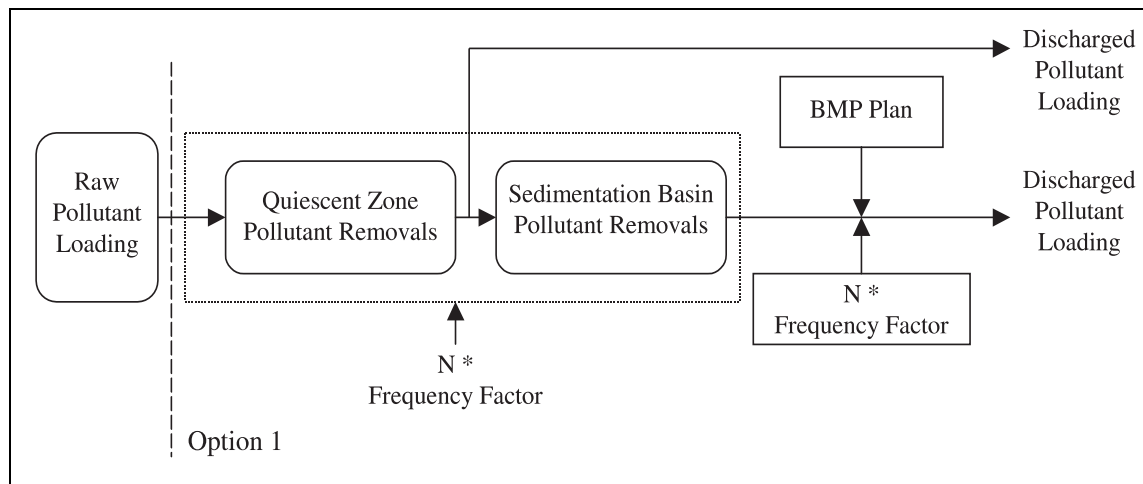 Raw
Pollutant
Loading
Quiescent Zone
Pollutant Removals
Sedimentation Basin
Pollutant Removals
BMP Plan
Discharged
Pollutant
Loading
Discharged
Pollutant
Loading
N *
Frequency Factor
N *
Frequency Factor
Option 1